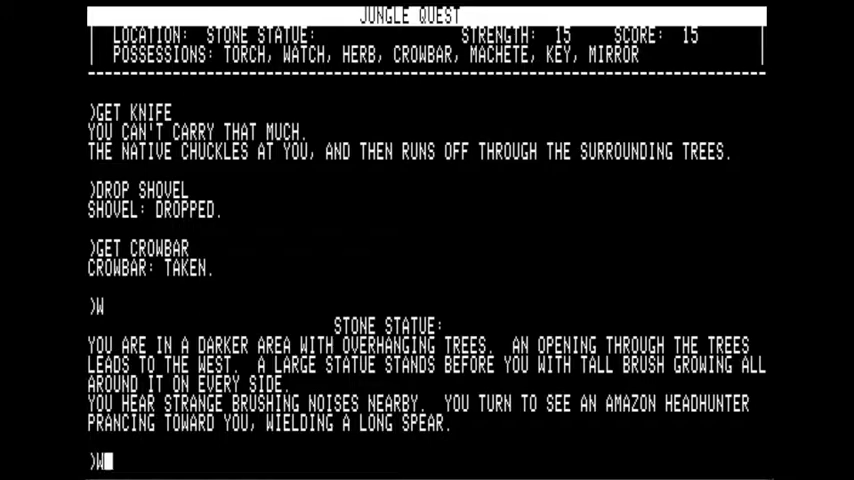 JUNGLE QUEST
LOCATION: STONE STATUE: STRENGTH: 15 SCORE: 15
POSSESSIONS: TORCH, WATCH, HERB, CROWBAR, MACHETE, KEY, MIRROR
>GET KNIFE
YOU CAN'T CARRY THAT MUCH.
THE NATIVE CHUCKLES AT YOU, AND THEN RUNS OFF THROUGH THE SURROUNDING TREES.
>DROP SHOVEL
SHOVEL: DROPPED.
>GET CROWBAR
CROWBAR: TAKEN.
>W
STONE STATUE:
YOU ARE IN A DARKER AREA WITH OVERHANGING TREES. AN OPENING THROUGH THE TREES
LEADS TO THE WEST. A LARGE STATUE STANDS BEFORE YOU WITH TALL BRUSH GROWING ALL
AROUND IT ON EVERY SIDE.
YOU HEAR STRANGE BRUSHING NOISES NEARBY. YOU TURN TO SEE AN AMAZON HEADHUNTER
PRANCING TOWARD YOU, WIELDING A LONG SPEAR.
>W